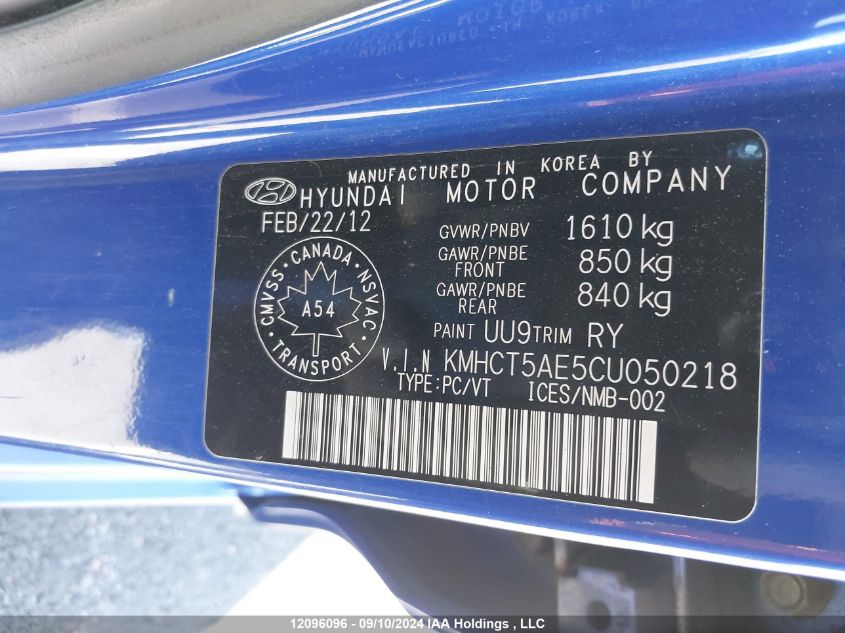 MANUFACTURED IN KOREA BY
HYUNDAI MOTOR COMPANY
FEB/22/12
GVWR/PNBV 1610 kg
GAWR/PNBE FRONT 850 kg
GAWR/PNBE REAR 840 kg
CMVSS · CANADA · NSVAC
A54
TRANSPORT
PAINT UU9 TRIM RY
V.I.N KMHCT5AE5CU050218
TYPE:PC/VT ICES/NMB-002
12096096 - 09/10/2024 IAA Holdings , LLC